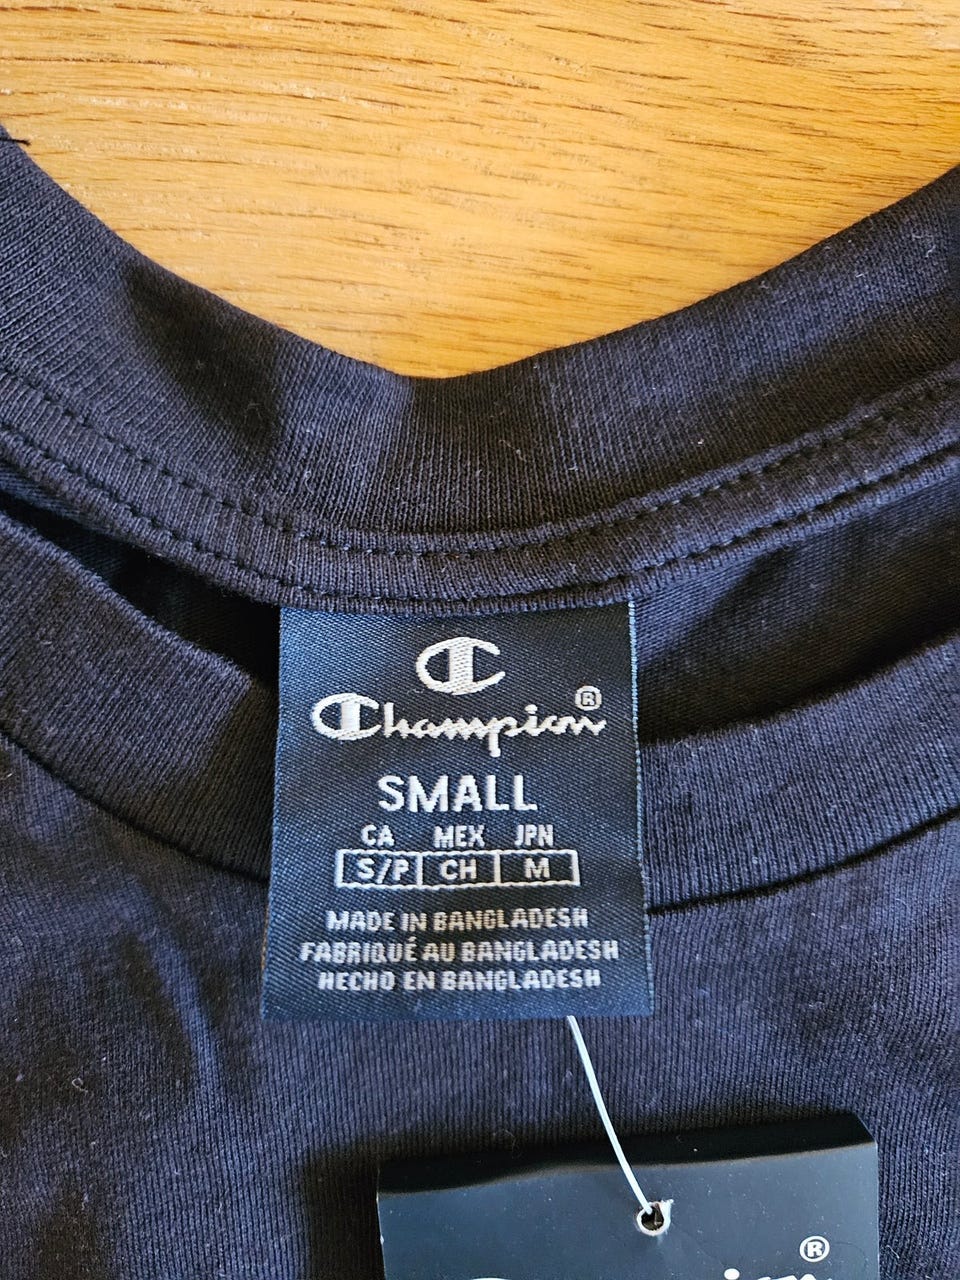 Champion®
SMALL
CA MEX JPN
S/P CH M
MADE IN BANGLADESH
FABRIQUÉ AU BANGLADESH
HECHO EN BANGLADESH
®